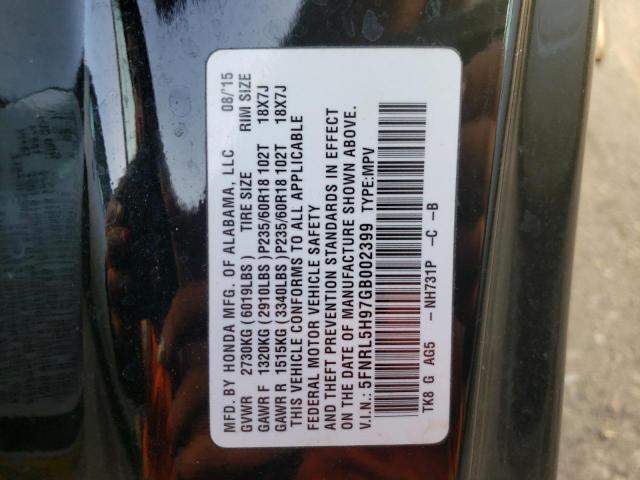 MFD. BY HONDA MFG. OF ALABAMA, LLC 08/'15
GVWR 2730KG (6019LBS) TIRE SIZE RIM SIZE
GAWR F 1320KG (2910LBS) P235/60R18 102T 18X7J
GAWR R 1515KG (3340LBS) P235/60R18 102T 18X7J
THIS VEHICLE CONFORMS TO ALL APPLICABLE
FEDERAL MOTOR VEHICLE SAFETY
AND THEFT PREVENTION STANDARDS IN EFFECT
ON THE DATE OF MANUFACTURE SHOWN ABOVE.
V.I.N.: 5FNRL5H97GB002399 TYPE:MPV
TK8 G AG5 - NH731P -C -B